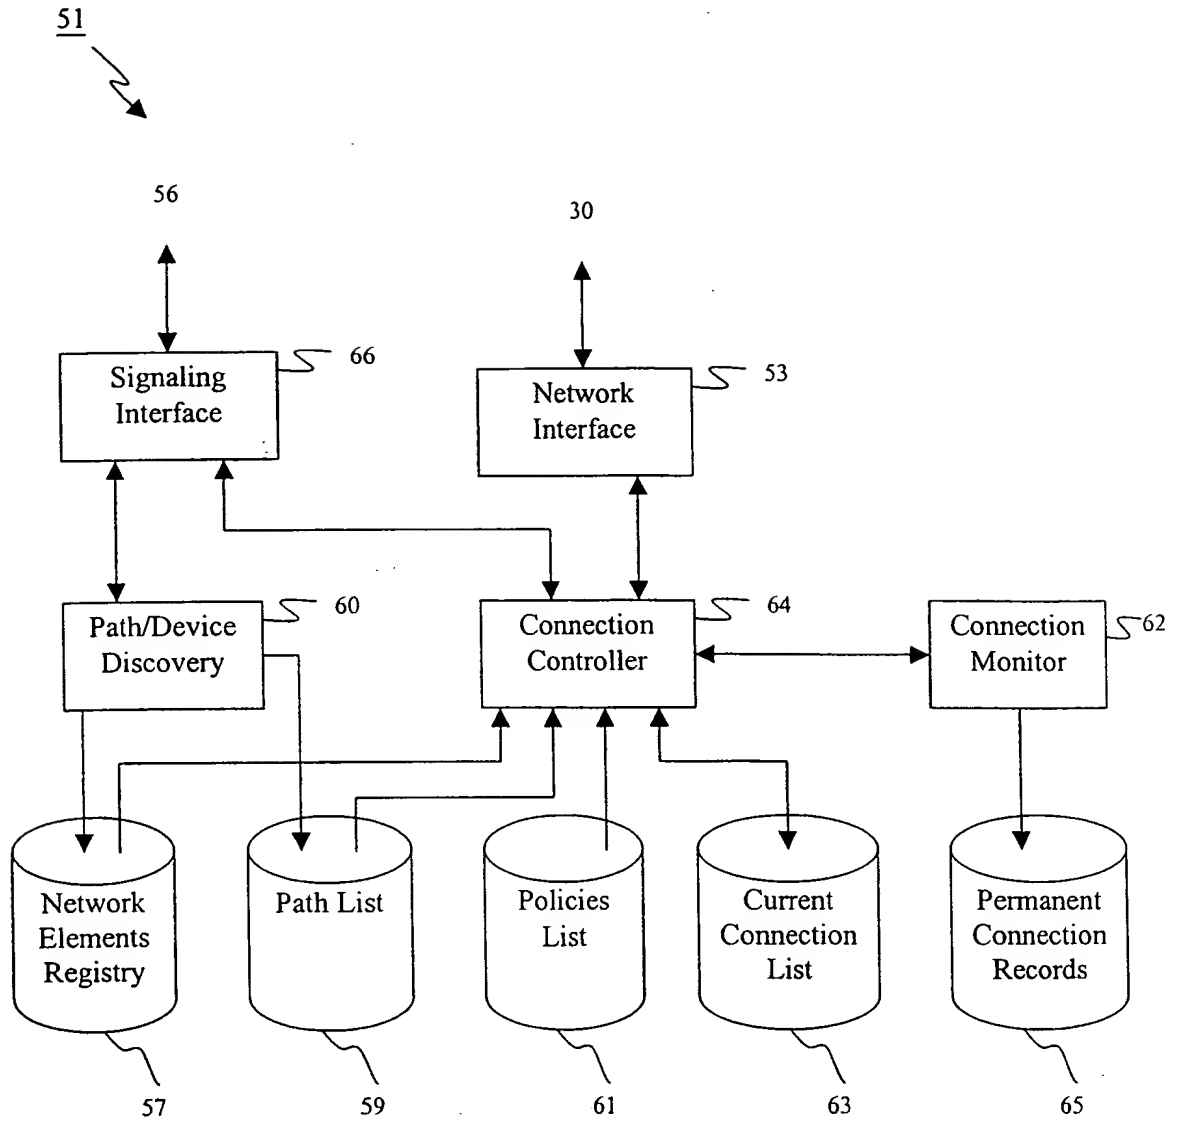 51
56
30
66
Signaling
Interface
53
Network
Interface
60
Path/Device
Discovery
64
Connection
Controller
62
Connection
Monitor
Network
Elements
Registry
Path List
Policies
List
Current
Connection
List
Permanent
Connection
Records
57
59
61
63
65